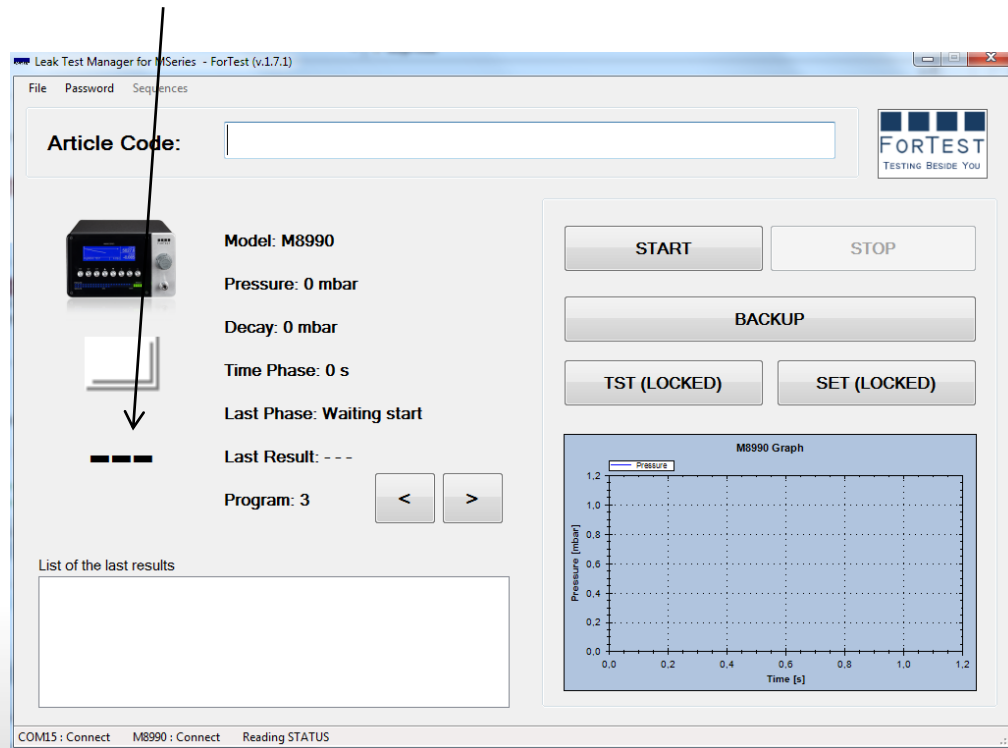 Leak Test Manager for MSeries - ForTest (v.1.7.1)
File Password Sequences
Article Code:
FORTEST
TESTING BESIDE YOU
Model: M8990
Pressure: 0 mbar
Decay: 0 mbar
Time Phase: 0 s
Last Phase: Waiting start
Last Result: - - -
Program: 3
< >
---
List of the last results
START STOP
BACKUP
TST (LOCKED) SET (LOCKED)
M8990 Graph
Pressure
Pressure [mbar]
1,2
1,0
0,8
0,6
0,4
0,2
0,0
0,0 0,2 0,4 0,6 0,8 1,0 1,2
Time [s]
COM15 : Connect M8990 : Connect Reading STATUS